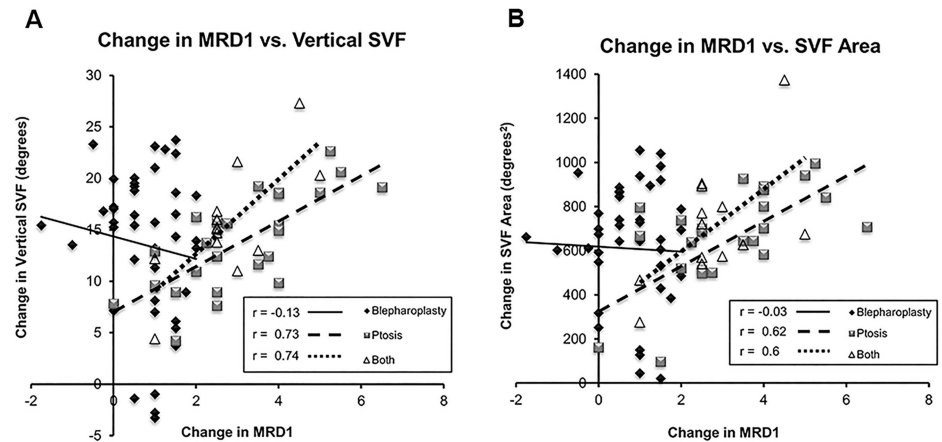 A
Change in MRD1 vs. Vertical SVF
Change in Vertical SVF (degrees)
30
25
20
15
10
5
0
-5
-2
0
2
4
6
8
Change in MRD1
r = -0.13 Blepharoplasty
r = 0.73 Ptosis
r = 0.74 Both
B
Change in MRD1 vs. SVF Area
Change in SVF Area (degrees²)
1400
1200
1000
800
600
400
200
0
-2
0
2
4
6
8
Change in MRD1
r = -0.03 Blepharoplasty
r = 0.62 Ptosis
r = 0.6 Both